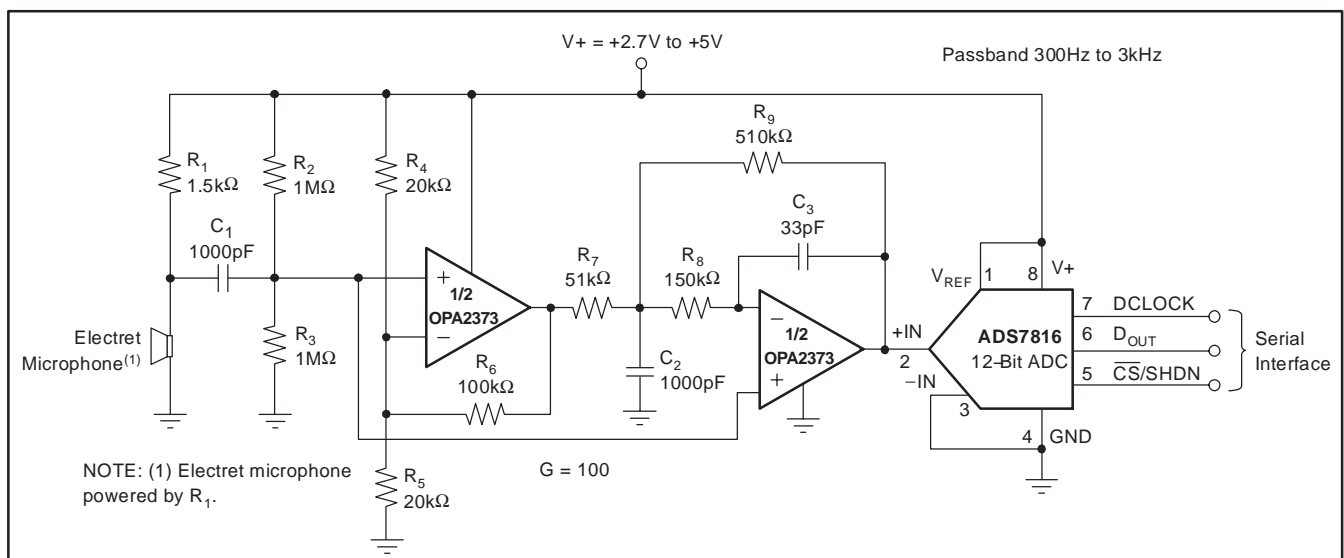 V+ = +2.7V to +5V
Passband 300Hz to 3kHz
R1
1.5kΩ
R2
1MΩ
R4
20kΩ
R9
510kΩ
C3
33pF
C1
1000pF
R7
51kΩ
R8
150kΩ
VREF
1
8
V+
+
1/2
OPA2373
−
−
1/2
OPA2373
+
+IN
2
−IN
3
ADS7816
12−Bit ADC
7
DCLOCK
6
DOUT
5
CS/SHDN
Serial
Interface
4
GND
Electret
Microphone(1)
R3
1MΩ
R6
100kΩ
C2
1000pF
R5
20kΩ
G = 100
NOTE: (1) Electret microphone
powered by R1.